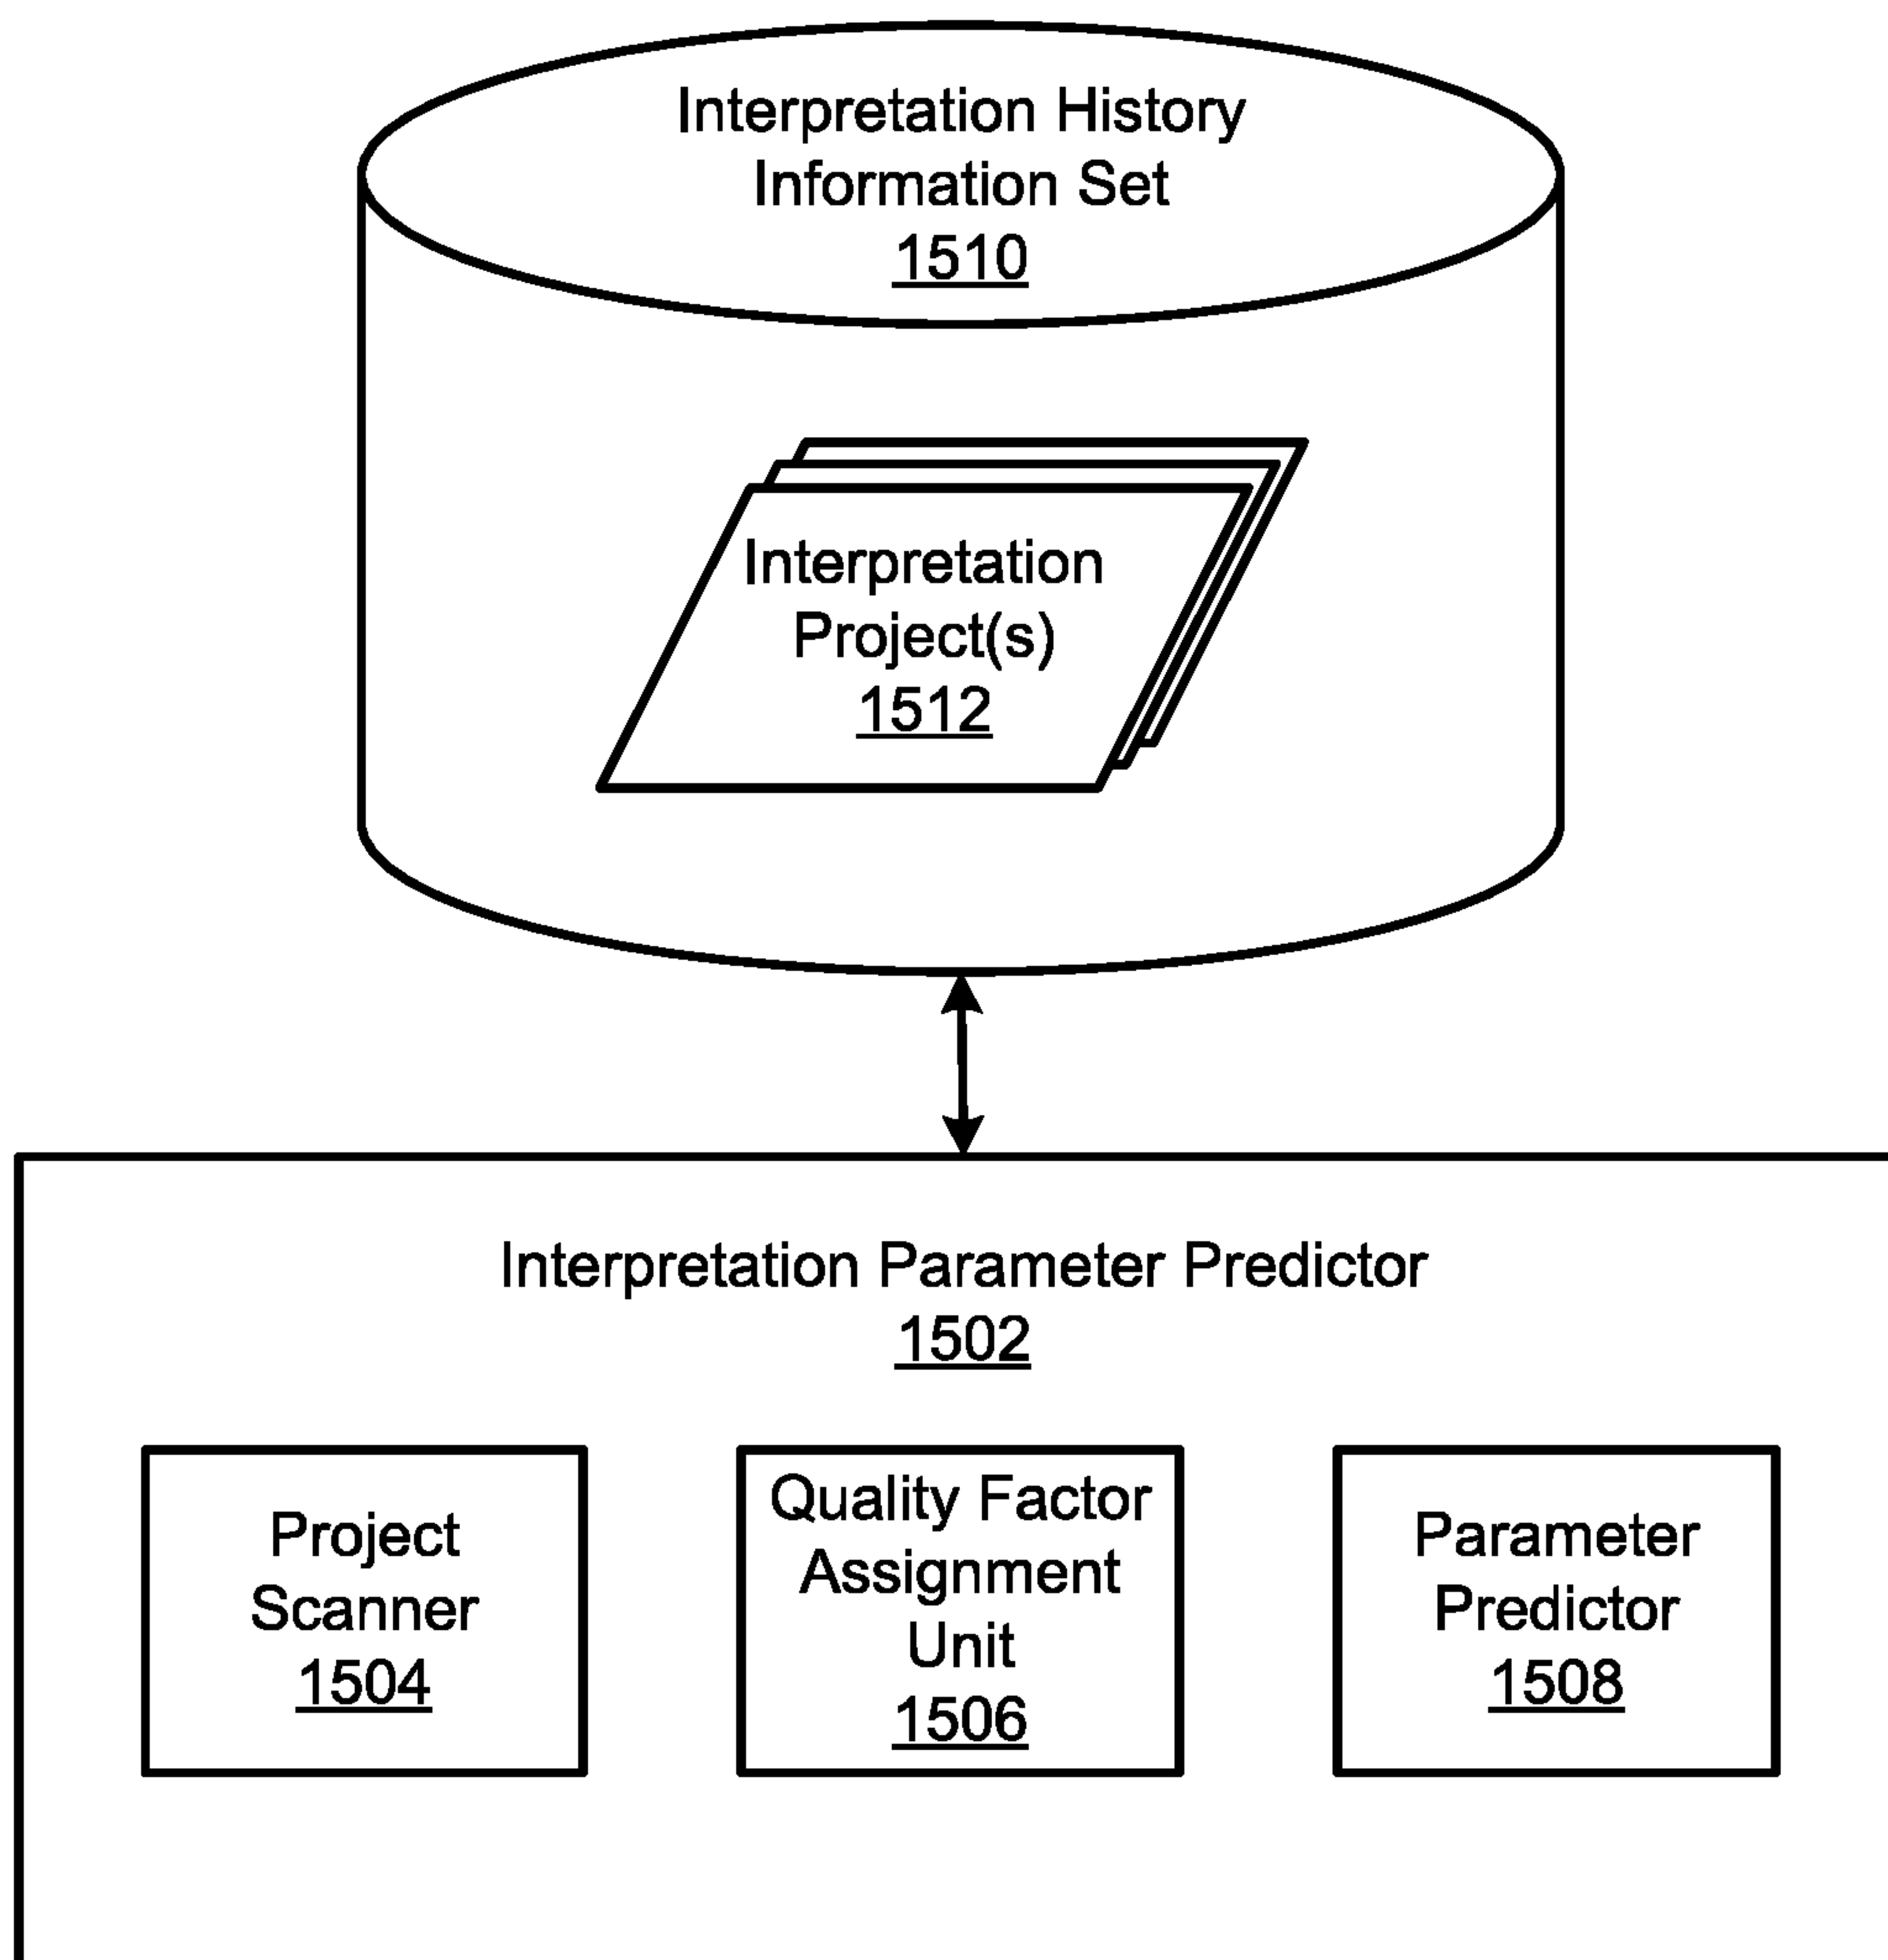 Interpretation History
Information Set
1510
Interpretation
Project(s)
1512
Interpretation Parameter Predictor
1502
Project
Scanner
1504
Quality Factor
Assignment
Unit
1506
Parameter
Predictor
1508